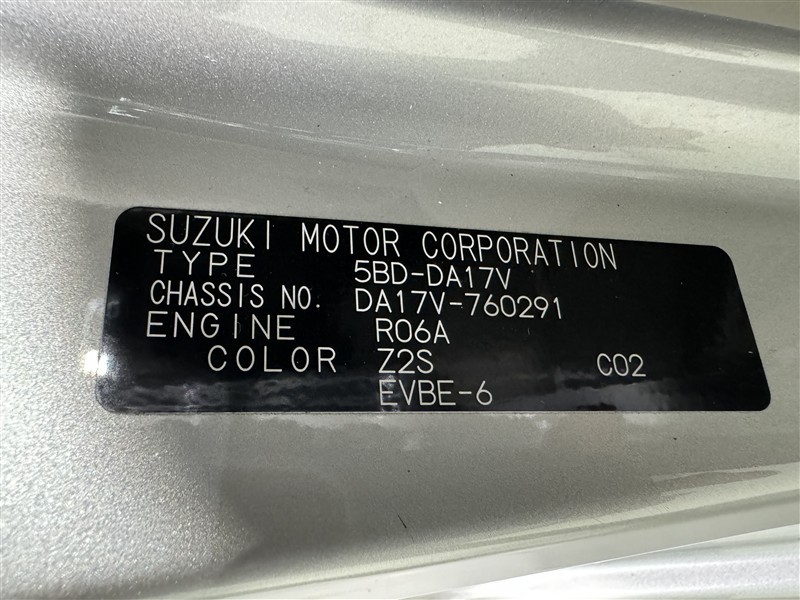 SUZUKI MOTOR CORPORATION
TYPE 5BD-DA17V
CHASSIS NO. DA17V-760291
ENGINE R06A
COLOR Z2S C02
EVBE-6